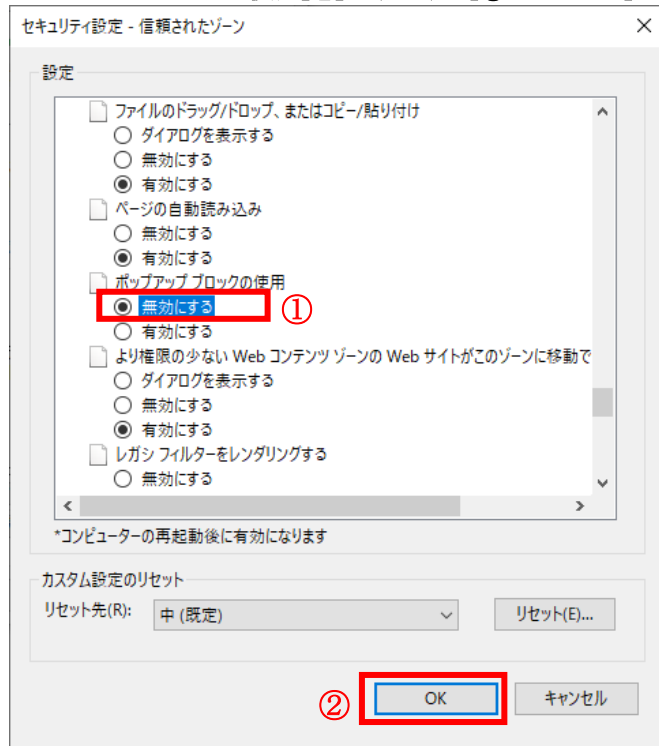 セキュリティ設定 - 信頼されたゾーン
設定
ファイルのドラッグ/ドロップ、またはコピー/貼り付け
ダイアログを表示する
無効にする
有効にする
ページの自動読み込み
無効にする
有効にする
ポップアップ ブロックの使用
無効にする
①
有効にする
より権限の少ない Web コンテンツ ゾーンの Web サイトがこのゾーンに移動で
ダイアログを表示する
無効にする
有効にする
レガシ フィルターをレンダリングする
無効にする
*コンピューターの再起動後に有効になります
カスタム設定のリセット
リセット先(R): 中 (既定) リセット(E)...
② OK キャンセル